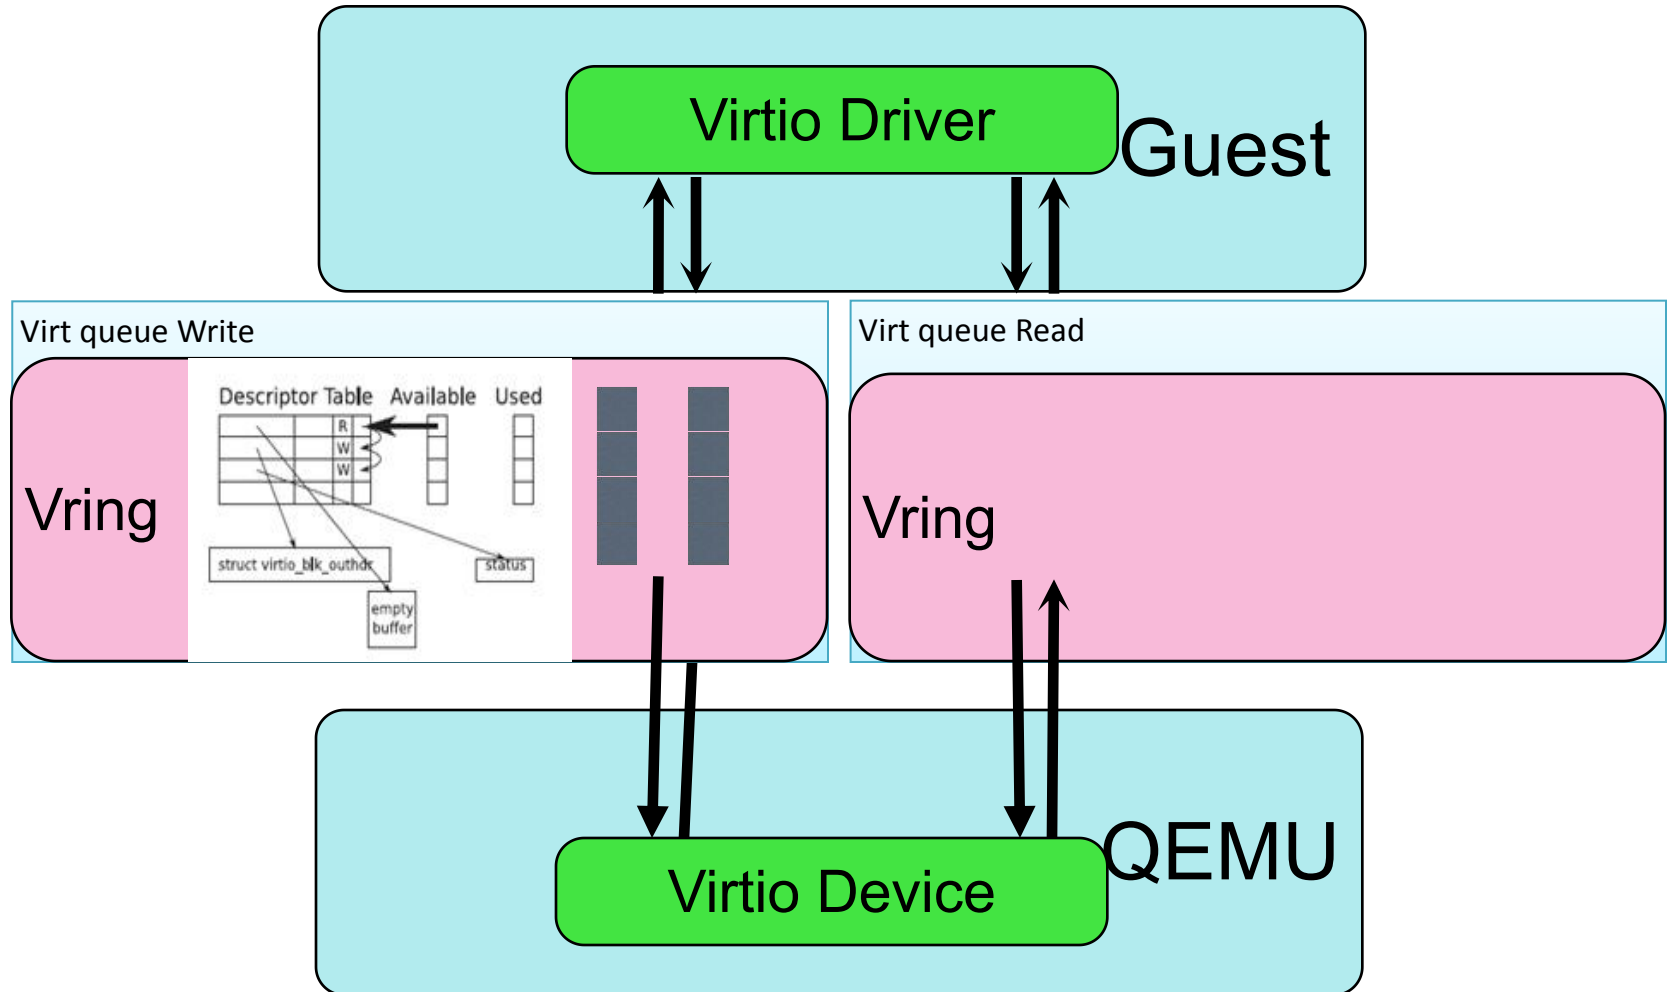 Virtio Driver
Guest
Virt queue Write
Virt queue Read
Descriptor Table Available Used
R
W
W
Vring
struct virtio_blk_outhdr
status
empty
buffer
Vring
QEMU
Virtio Device